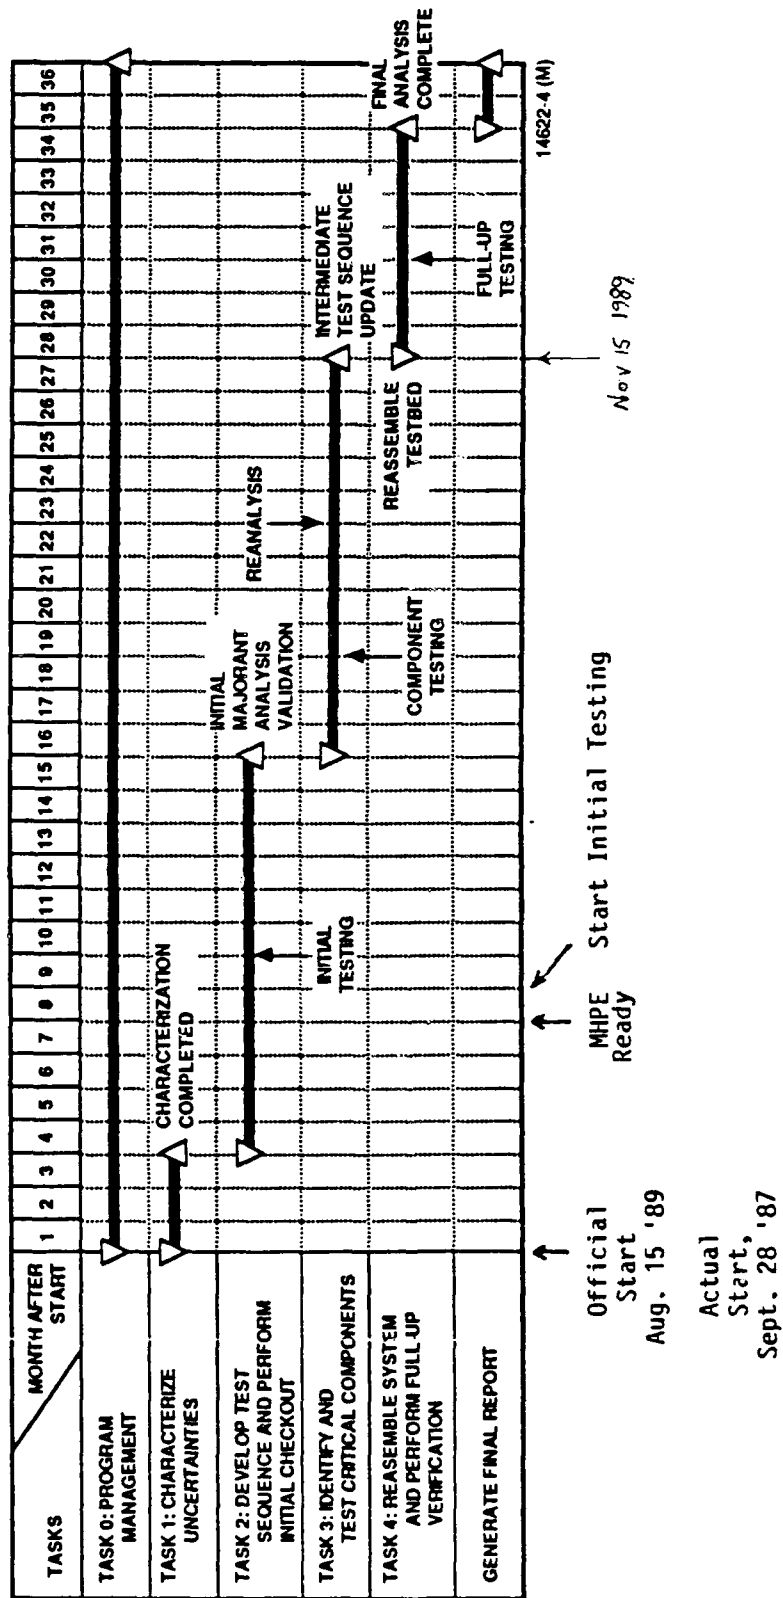 TASKS
MONTH AFTER
START
1 2 3 4 5 6 7 8 9 10 11 12 13 14 15 16 17 18 19 20 21 22 23 24 25 26 27 28 29 30 31 32 33 34 35 36
TASK 0: PROGRAM
MANAGEMENT
TASK 1: CHARACTERIZE
UNCERTAINTIES
CHARACTERIZATION
COMPLETED
TASK 2: DEVELOP TEST
SEQUENCE AND PERFORM
INITIAL CHECKOUT
INITIAL
MAJORANT
ANALYSIS
VALIDATION
INITIAL
TESTING
TASK 3: IDENTIFY AND
TEST CRITICAL COMPONENTS
REANALYSIS
COMPONENT
TESTING
INTERMEDIATE
TEST SEQUENCE
UPDATE
TASK 4: REASEMBLE SYSTEM
AND PERFORM FULL-UP
VERIFICATION
REASSEMBLE
TESTBED
FULL-UP
TESTING
FINAL
ANALYSIS
COMPLETE
GENERATE FINAL REPORT
14622-4 (M)
Official
Start
Aug. 15 '89
Actual
Start,
Sept. 28 '87
MHPE
Ready
Start Initial Testing
Nov 15 1989